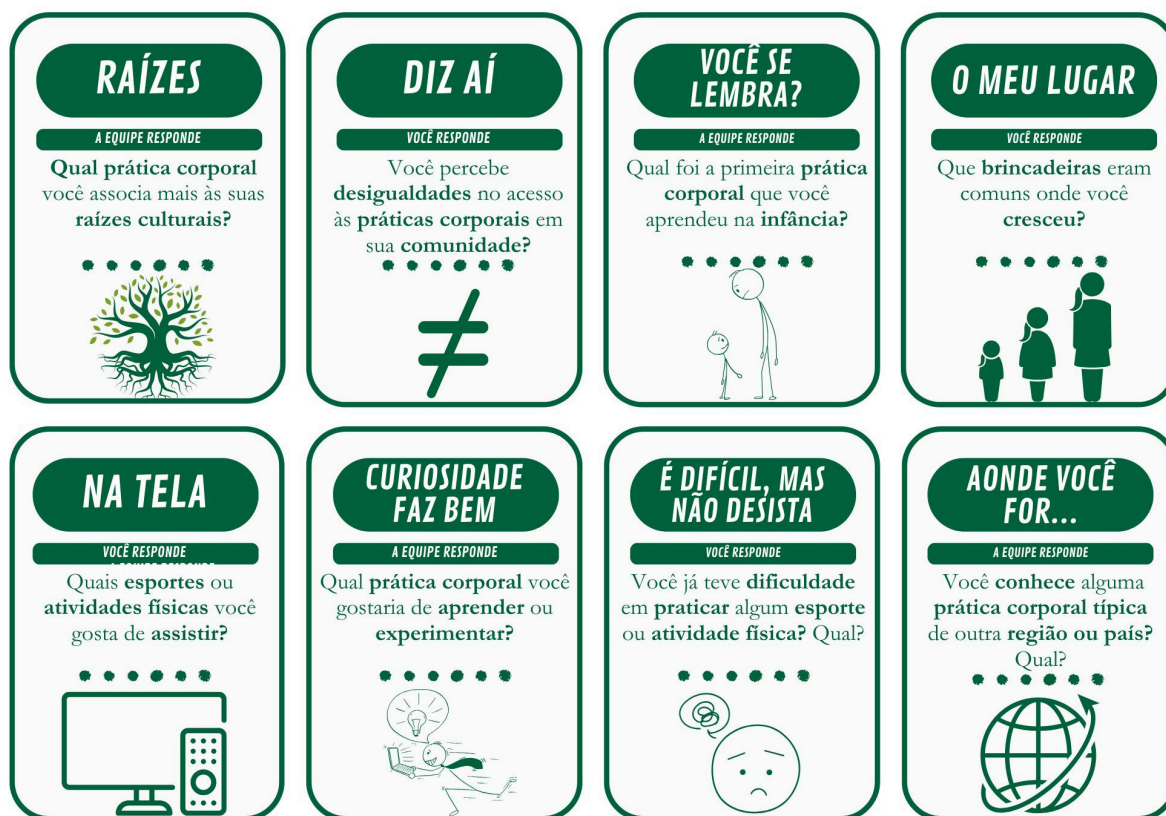 RAÍZES
A EQUIPE RESPONDE
Qual prática corporal
você associa mais às suas
raízes culturais?
DIZ AÍ
VOCÊ RESPONDE
Você percebe
desigualdades no acesso
às práticas corporais em
sua comunidade?
VOCÊ SE
LEMBRA?
A EQUIPE RESPONDE
Qual foi a primeira prática
corporal que você
aprendeu na infância?
O MEU LUGAR
VOCÊ RESPONDE
Que brincadeiras eram
comuns onde você
cresceu?
NA TELA
VOCÊ RESPONDE
A EQUIPE RESPONDE
Quais esportes ou
atividades físicas você
gosta de assistir?
CURIOSIDADE
FAZ BEM
A EQUIPE RESPONDE
Qual prática corporal você
gostaria de aprender ou
experimentar?
É DIFÍCIL, MAS
NÃO DESISTA
VOCÊ RESPONDE
Você já teve dificuldade
em praticar algum esporte
ou atividade física? Qual?
AONDE VOCÊ
FOR...
A EQUIPE RESPONDE
Você conhece alguma
prática corporal típica
de outra região ou país?
Qual?